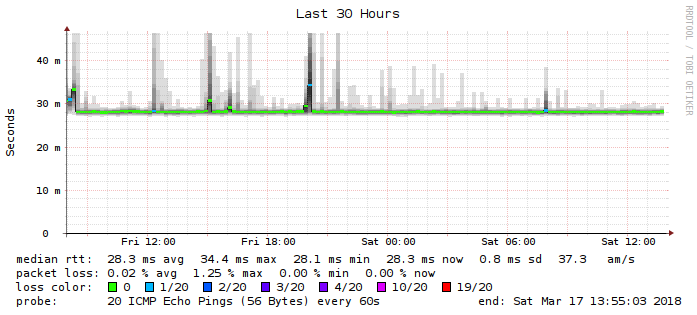 Last 30 Hours
RRDTOOL / TOBI OETIKER
Seconds
40 m
30 m
20 m
10 m
0
Fri 12:00 Fri 18:00 Sat 00:00 Sat 06:00 Sat 12:00
median rtt: 28.3 ms avg 34.4 ms max 28.1 ms min 28.3 ms now 0.8 ms sd 37.3 am/s
packet loss: 0.02 % avg 1.25 % max 0.00 % min 0.00 % now
loss color: 0 1/20 2/20 3/20 4/20 10/20 19/20
probe: 20 ICMP Echo Pings (56 Bytes) every 60s end: Sat Mar 17 13:55:03 2018